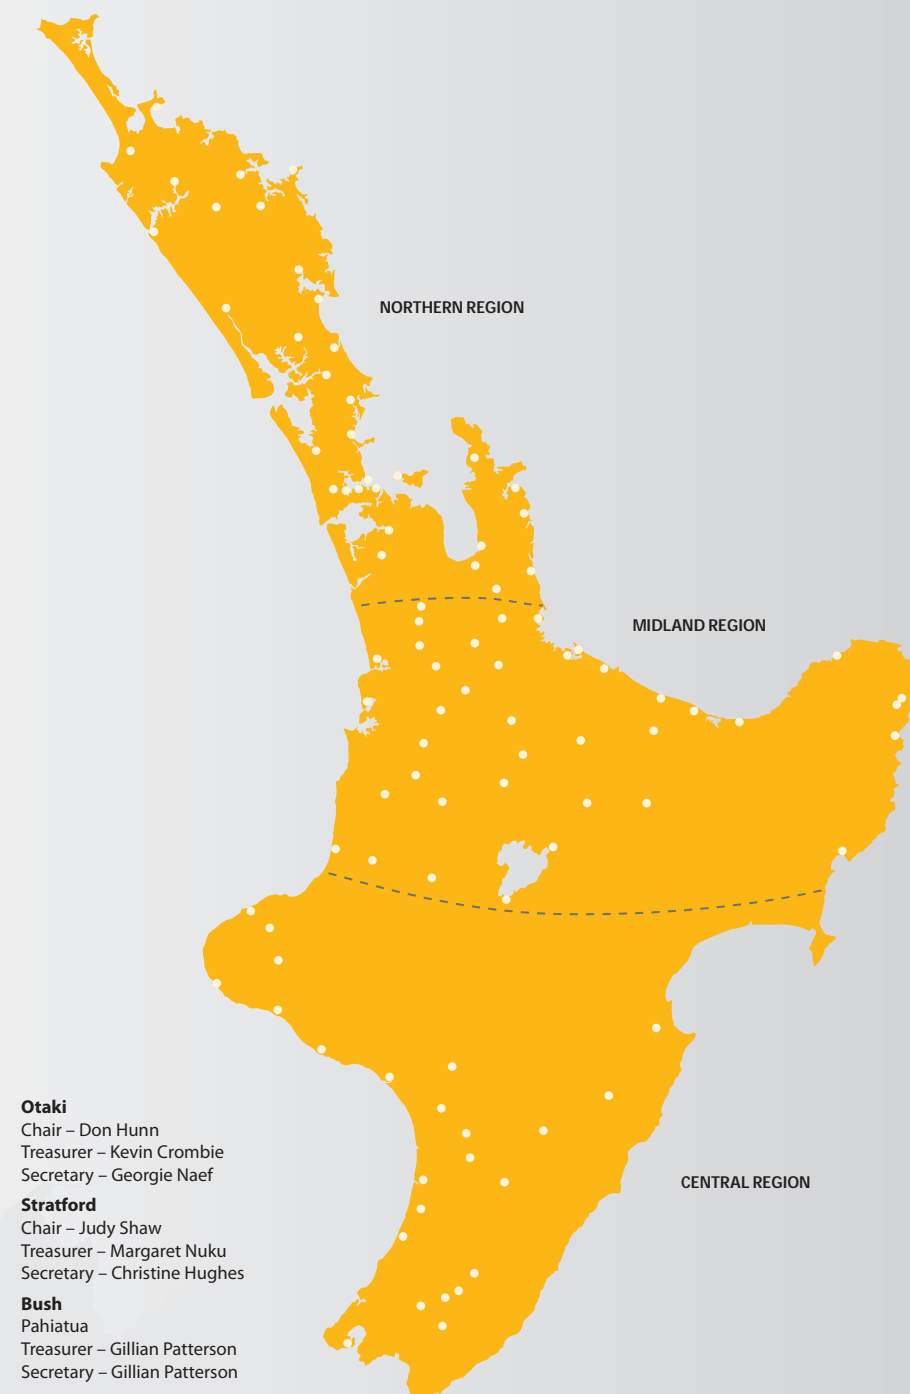 NORTHERN REGION
MIDLAND REGION
CENTRAL REGION
Otaki
Chair – Don Hunn
Treasurer – Kevin Crombie
Secretary – Georgie Naef
Stratford
Chair – Judy Shaw
Treasurer – Margaret Nuku
Secretary – Christine Hughes
Bush
Pahiatua
Treasurer – Gillian Patterson
Secretary – Gillian Patterson